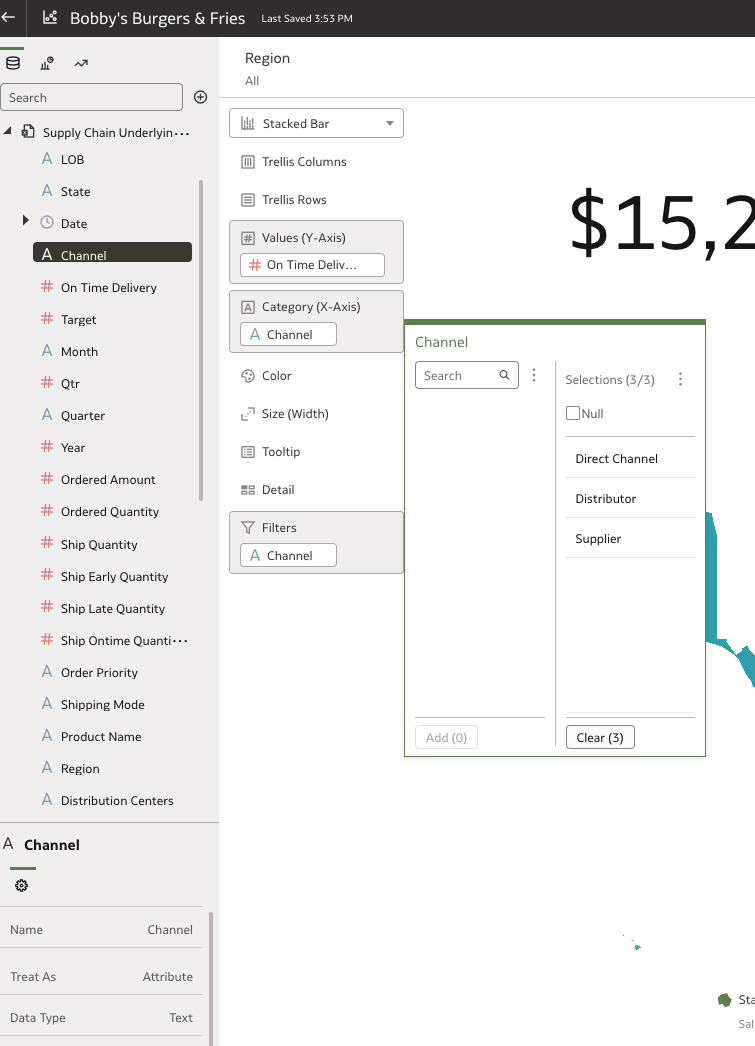 Bobby's Burgers & Fries Last Saved 3:53 PM
Search
Supply Chain Underlyin···
A LOB
A State
Date
A Channel
# On Time Delivery
# Target
A Month
# Qtr
A Quarter
# Year
# Ordered Amount
# Ordered Quantity
# Ship Quantity
# Ship Early Quantity
# Ship Late Quantity
# Ship Ontime Quanti···
A Order Priority
A Shipping Mode
A Product Name
A Region
A Distribution Centers
A Channel
Name Channel
Treat As Attribute
Data Type Text
Region
All
Stacked Bar
Trellis Columns
Trellis Rows
# Values (Y-Axis)
# On Time Deliv...
A Category (X-Axis)
A Channel
Color
Size (Width)
Tooltip
Detail
Filters
A Channel
$15,2
Channel
Search
Add (0)
Selections (3/3)
Null
Direct Channel
Distributor
Supplier
Clear (3)
Sta
Sal